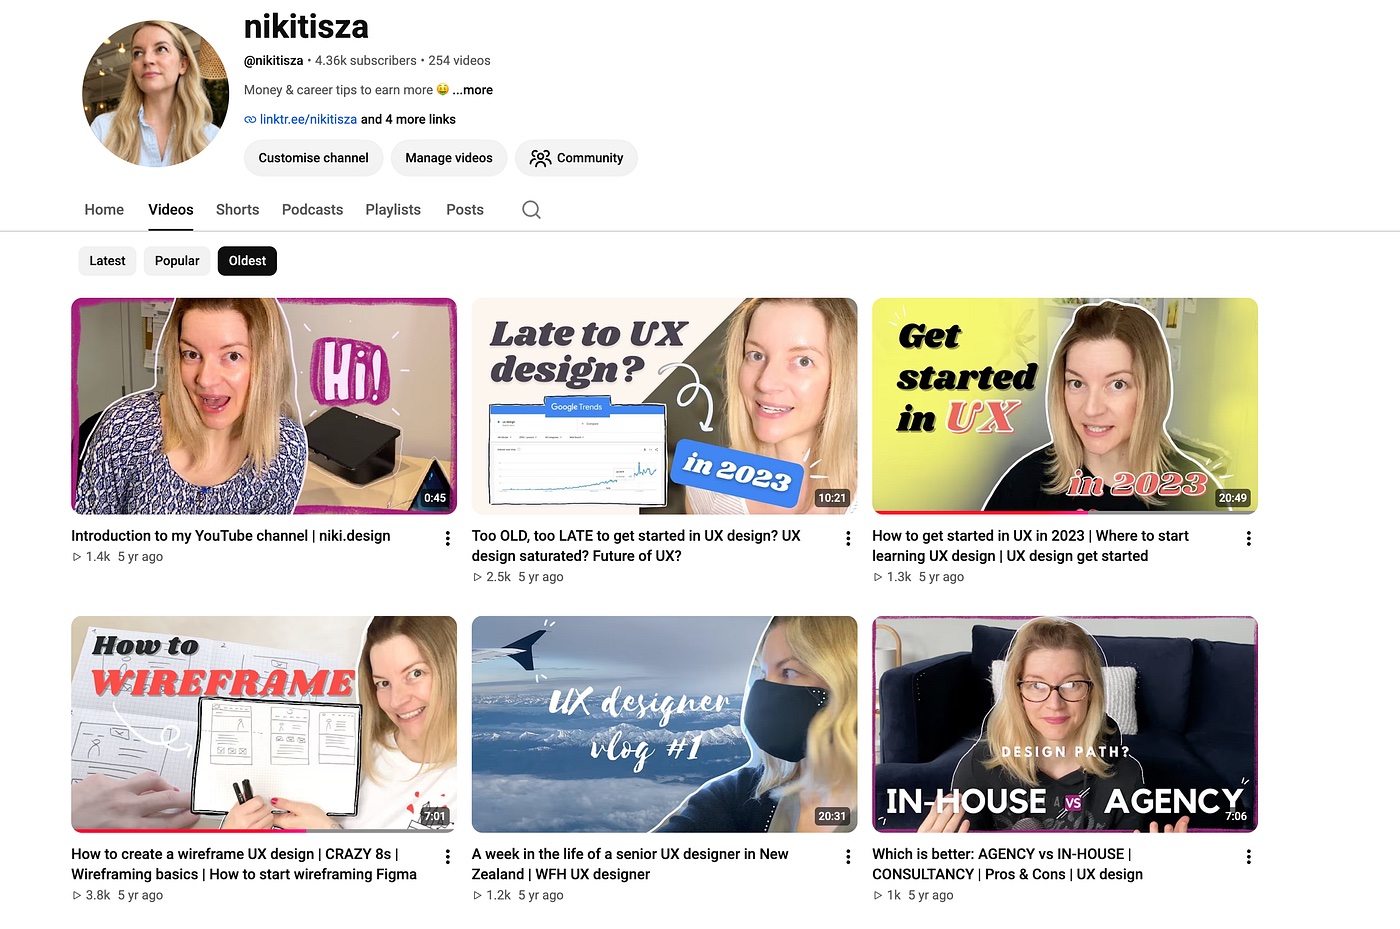 nikitisza
@nikitisza • 4.36k subscribers • 254 videos
Money & career tips to earn more 🤑 ...more
linktr.ee/nikitisza and 4 more links
Customise channel Manage videos Community
Home Videos Shorts Podcasts Playlists Posts
Latest Popular Oldest
Hi!
0:45
Introduction to my YouTube channel | niki.design
1.4k 5 yr ago
Late to UX
design?
Google Trends
in 2023
10:21
Too OLD, too LATE to get started in UX design? UX
design saturated? Future of UX?
2.5k 5 yr ago
Get
started
in UX
in 2023
20:49
How to get started in UX in 2023 | Where to start
learning UX design | UX design get started
1.3k 5 yr ago
How to
WIREFRAME
7:01
How to create a wireframe UX design | CRAZY 8s |
Wireframing basics | How to start wireframing Figma
3.8k 5 yr ago
UX designer
vlog #1
20:31
A week in the life of a senior UX designer in New
Zealand | WFH UX designer
1.2k 5 yr ago
DESIGN PATH?
IN-HOUSE VS AGENCY
7:06
Which is better: AGENCY vs IN-HOUSE |
CONSULTANCY | Pros & Cons | UX design
1k 5 yr ago